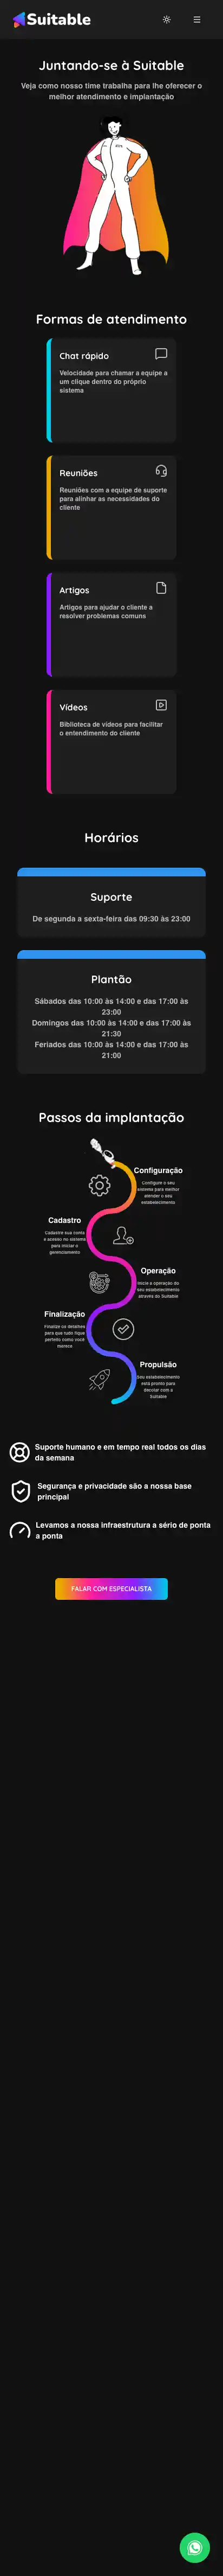 Suitable
Juntando-se à Suitable
Veja como nosso time trabalha para lhe oferecer o
melhor atendimento e implantação
Formas de atendimento
Chat rápido
Velocidade para chamar a equipe a
um clique dentro do próprio
sistema
Reuniões
Reuniões com a equipe de suporte
para alinhar as necessidades do
cliente
Artigos
Artigos para ajudar o cliente a
resolver problemas comuns
Vídeos
Biblioteca de vídeos para facilitar
o entendimento do cliente
Horários
Suporte
De segunda a sexta-feira das 09:30 às 23:00
Plantão
Sábados das 10:00 às 14:00 e das 17:00 às
23:00
Domingos das 10:00 às 14:00 e das 17:00 às
21:30
Feriados das 10:00 às 14:00 e das 17:00 às
21:00
Passos da implantação
Configuração
Configure o seu
sistema para melhor
atender o seu
estabelecimento
Cadastro
Cadastre sua conta
e acesso no sistema
para iniciar o
gerenciamento
Operação
Inicie a operação do
seu estabelecimento
através do Suitable
Finalização
Finalize os detalhes
para que tudo fique
perfeito como você
merece.
Propulsão
Seu estabelecimento
está pronto para
decolar com a
Suitable
Suporte humano e em tempo real todos os dias
da semana
Segurança e privacidade são a nossa base
principal
Levamos a nossa infraestrutura a sério de ponta
a ponta
FALAR COM ESPECIALISTA